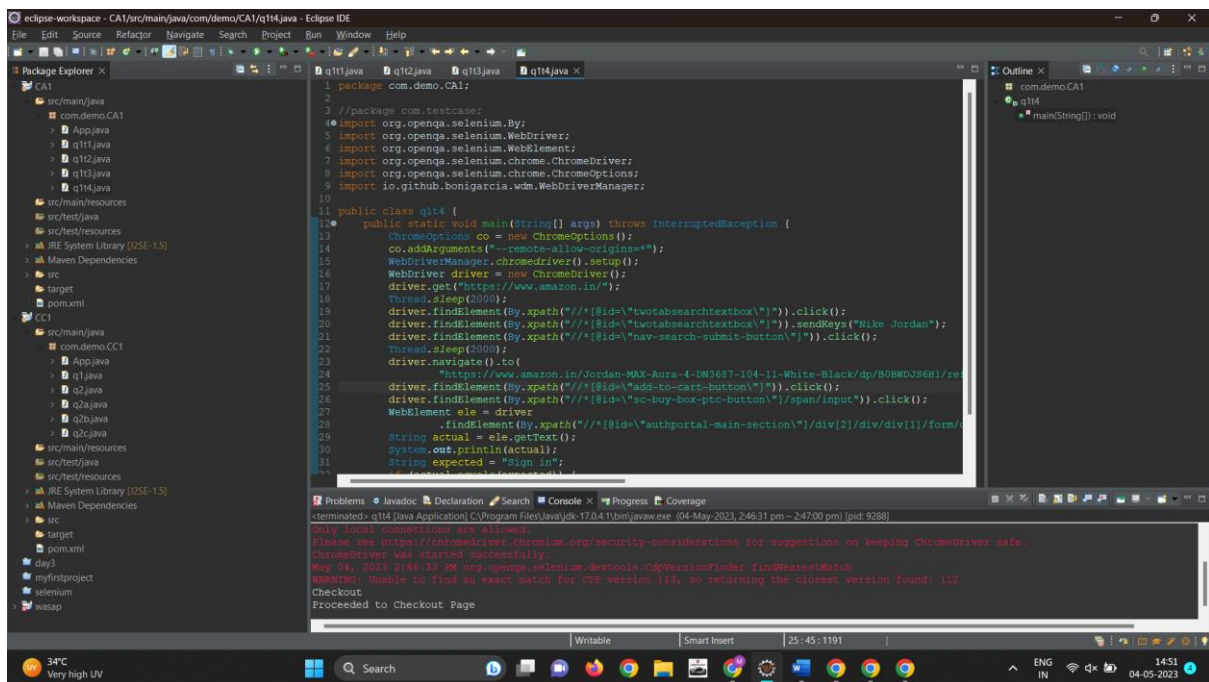 eclipse-workspace - CA1/src/main/java/com/demo/CA1/q1t4.java - Eclipse IDE
File Edit Source Refactor Navigate Search Project Run Window Help
Package Explorer
CA1
src/main/java
com.demo.CA1
App.java
q1t1.java
q1t2.java
q1t3.java
q1t4.java
src/main/resources
src/test/java
src/test/resources
JRE System Library [J2SE-1.5]
Maven Dependencies
src
target
pom.xml
CC1
src/main/java
com.demo.CC1
App.java
q1.java
q2.java
q2a.java
q2b.java
q2c.java
src/main/resources
src/test/java
src/test/resources
JRE System Library [J2SE-1.5]
Maven Dependencies
src
target
pom.xml
day3
myfirstproject
selenium
wasap
q1t1.java q1t2.java q1t3.java q1t4.java
1 package com.demo.CA1;
2
3 //package com.testcase;
4 import org.openqa.selenium.By;
5 import org.openqa.selenium.WebDriver;
6 import org.openqa.selenium.WebElement;
7 import org.openqa.selenium.chrome.ChromeDriver;
8 import org.openqa.selenium.chrome.ChromeOptions;
9 import io.github.bonigarcia.wdm.WebDriverManager;
10
11 public class q1t4 {
12 public static void main(String[] args) throws InterruptedException {
13 ChromeOptions co = new ChromeOptions();
14 co.addArguments("--remote-allow-origins=*");
15 WebDriverManager.chromedriver().setup();
16 WebDriver driver = new ChromeDriver();
17 driver.get("https://www.amazon.in/");
18 Thread.sleep(2000);
19 driver.findElement(By.xpath("//*[@id=\"twotabsearchtextbox\"]")).click();
20 driver.findElement(By.xpath("//*[@id=\"twotabsearchtextbox\"]")).sendKeys("Nike Jordan");
21 driver.findElement(By.xpath("//*[@id=\"nav-search-submit-button\"]")).click();
22 Thread.sleep(2000);
23 driver.navigate().to(
24 "https://www.amazon.in/Jordan-MAX-Aura-4-DN3687-104-11-White-Black/dp/B0BWDJS6H1/ref
25 driver.findElement(By.xpath("//*[@id=\"add-to-cart-button\"]")).click();
26 driver.findElement(By.xpath("//*[@id=\"sc-buy-box-ptc-button\"]/span/input")).click();
27 WebElement ele = driver
28 .findElement(By.xpath("//*[@id=\"authportal-main-section\"]/div[2]/div/div[1]/form/d
29 String actual = ele.getText();
30 System.out.println(actual);
31 String expected = "Sign in";
32 if (actual.equals(expected)) {
Outline
com.demo.CA1
q1t4
main(String[]) : void
Problems Javadoc Declaration Search Console Progress Coverage
<terminated> q1t4 [Java Application] C:\Program Files\Java\jdk-17.0.4.1\bin\javaw.exe (04-May-2023, 2:46:31 pm – 2:47:00 pm) [pid: 9288]
Only local connections are allowed.
Please see https://chromedriver.chromium.org/security-considerations for suggestions on keeping ChromeDriver safe.
ChromeDriver was started successfully.
May 04, 2023 2:46:33 PM org.openqa.selenium.devtools.CdpVersionFinder findNearestMatch
WARNING: Unable to find an exact match for CDP version 113, so returning the closest version found: 112
Checkout
Proceeded to Checkout Page
Writable Smart Insert 25 : 45 : 1191
34°C
Very high UV
Search
ENG
IN
14:51
04-05-2023
4